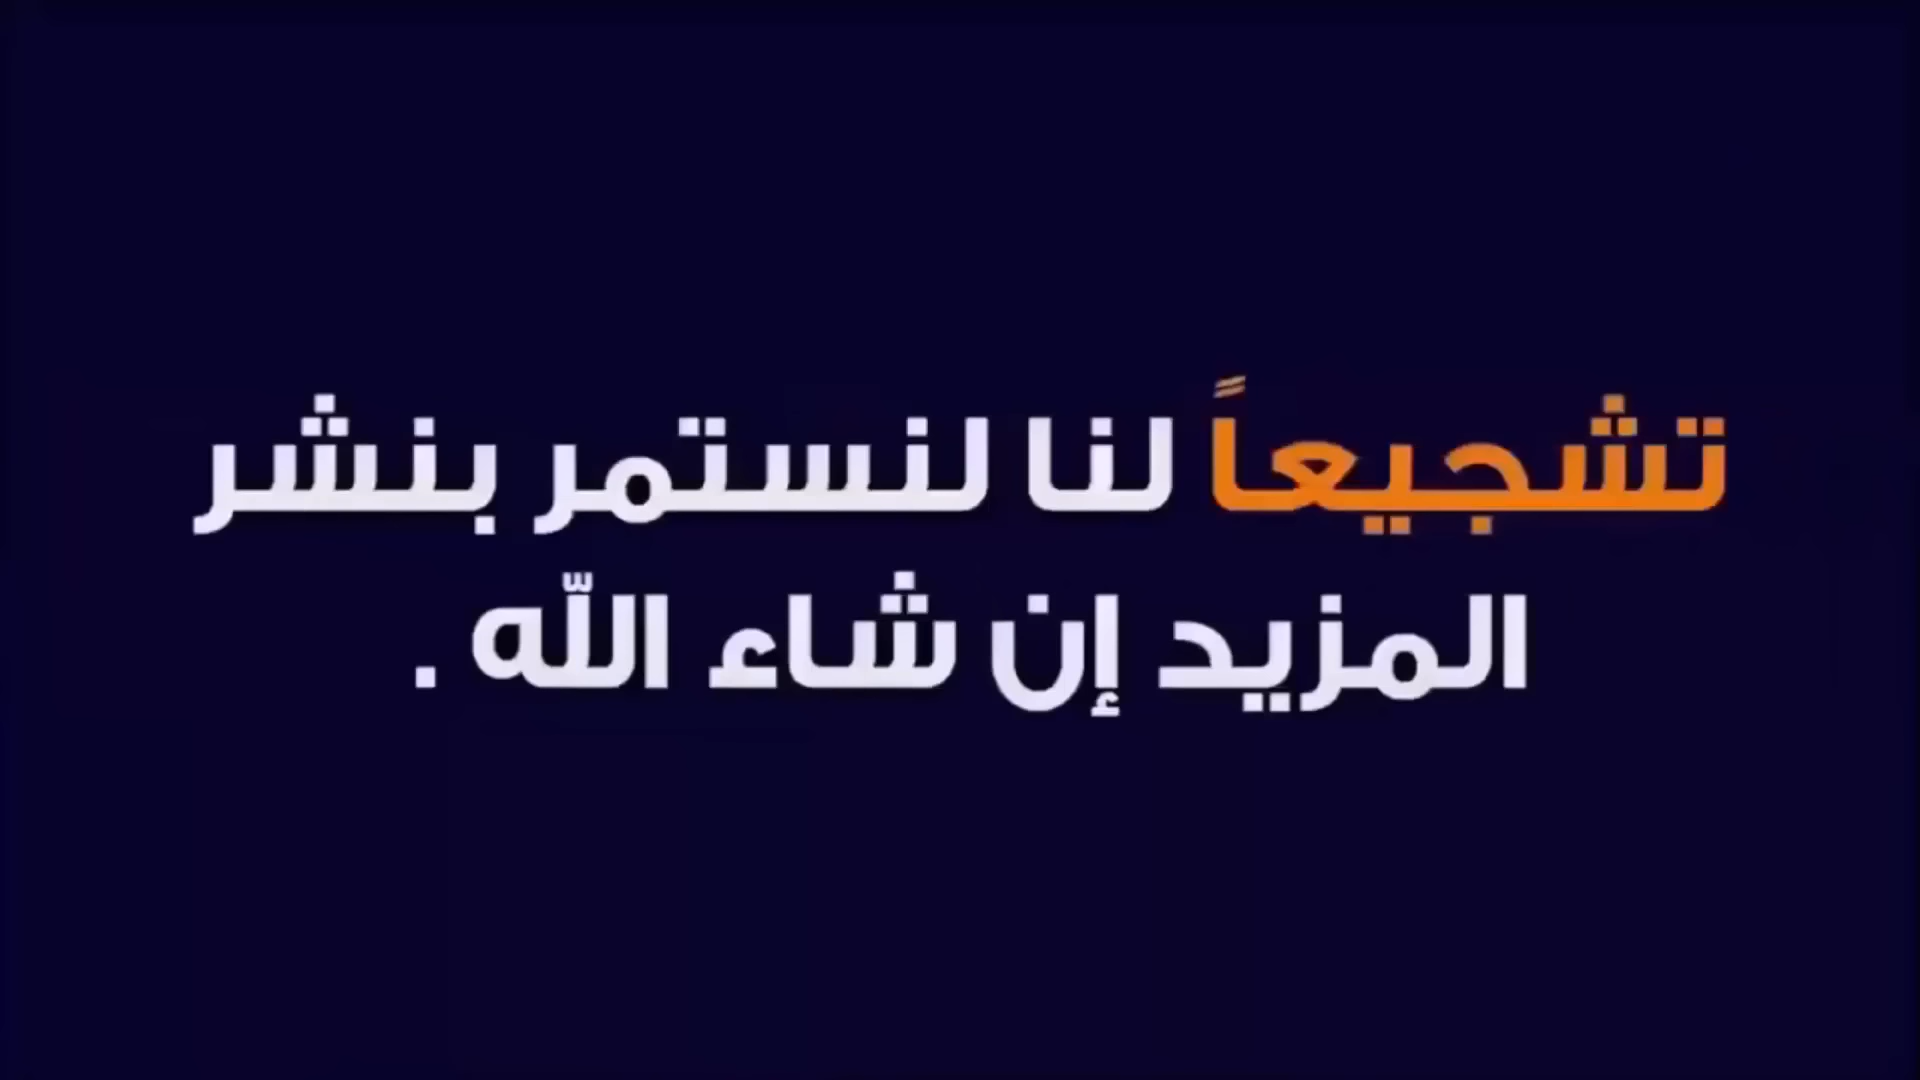 تشجيعاً لنا لنستمر بنشر
المزيد إن شاء اللّه .